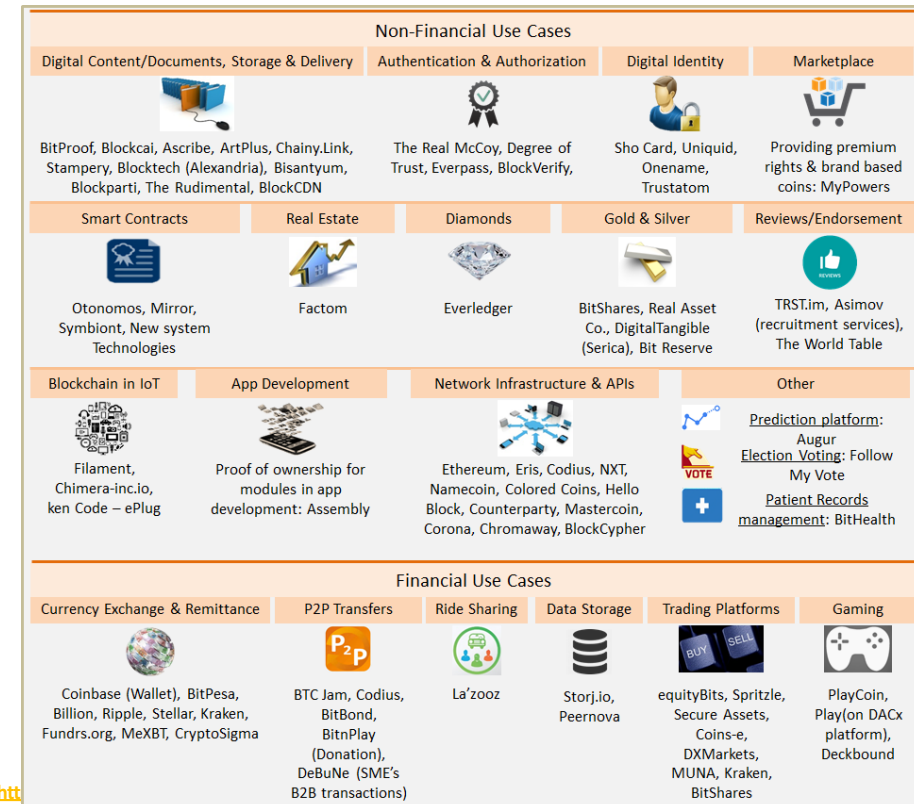 Non-Financial Use Cases
Digital Content/Documents, Storage & Delivery
BitProof, Blockcai, Ascribe, ArtPlus, Chainy.Link,
Stampery, Blocktech (Alexandria), Bisantyum,
Blockparti, The Rudimental, BlockCDN
Authentication & Authorization
The Real McCoy, Degree of
Trust, Everpass, BlockVerify,
Digital Identity
Sho Card, Uniquid,
Onename,
Trustatom
Marketplace
Providing premium
rights & brand based
coins: MyPowers
Smart Contracts
Otonomos, Mirror,
Symbiont, New system
Technologies
Real Estate
Factom
Diamonds
Everledger
Gold & Silver
BitShares, Real Asset
Co., DigitalTangible
(Serica), Bit Reserve
Reviews/Endorsement
REVIEWS
TRST.im, Asimov
(recruitment services),
The World Table
Blockchain in IoT
Filament,
Chimera-inc.io,
ken Code – ePlug
App Development
Proof of ownership for
modules in app
development: Assembly
Network Infrastructure & APIs
Ethereum, Eris, Codius, NXT,
Namecoin, Colored Coins, Hello
Block, Counterparty, Mastercoin,
Corona, Chromaway, BlockCypher
Other
Prediction platform:
Augur
VOTE
Election Voting: Follow
My Vote
Patient Records
management: BitHealth
Financial Use Cases
Currency Exchange & Remittance
Coinbase (Wallet), BitPesa,
Billion, Ripple, Stellar, Kraken,
Fundrs.org, MeXBT, CryptoSigma
P2P Transfers
P2P
BTC Jam, Codius,
BitBond,
BitnPlay
(Donation),
DeBuNe (SME's
B2B transactions)
Ride Sharing
La'zooz
Data Storage
Storj.io,
Peernova
Trading Platforms
BUY SELL
equityBits, Spritzle,
Secure Assets,
Coins-e,
DXMarkets,
MUNA, Kraken,
BitShares
Gaming
PlayCoin,
Play(on DACx
platform),
Deckbound
htt